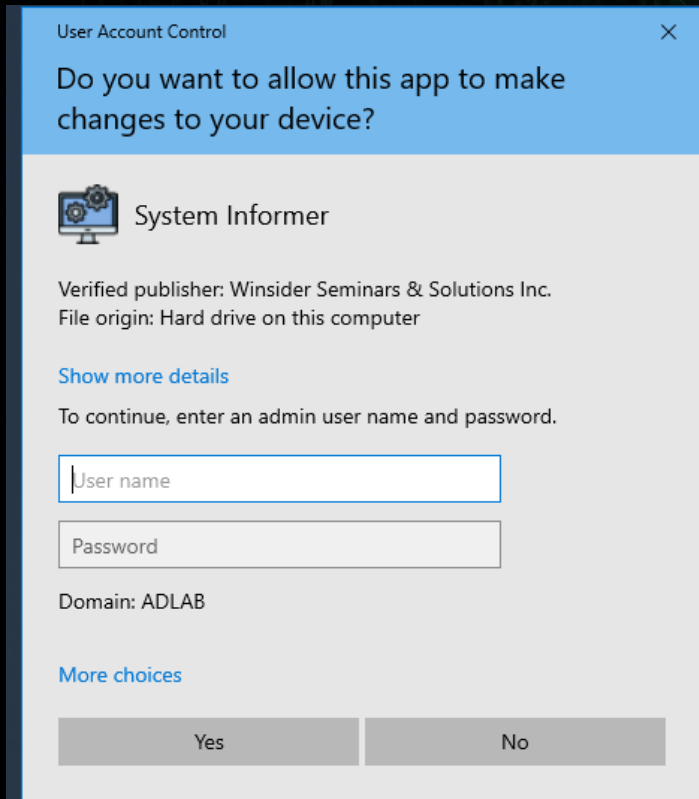 User Account Control
Do you want to allow this app to make
changes to your device?
System Informer
Verified publisher: Winsider Seminars & Solutions Inc.
File origin: Hard drive on this computer
Show more details
To continue, enter an admin user name and password.
User name
Password
Domain: ADLAB
More choices
Yes
No